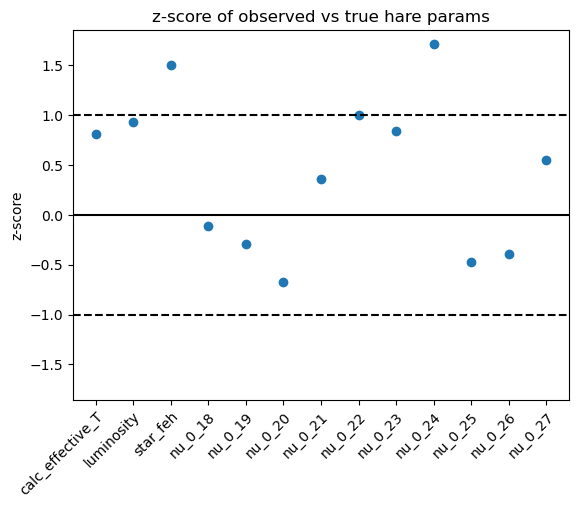 z-score of observed vs true hare params
z-score
1.5
1.0
0.5
0.0
−0.5
−1.0
−1.5
calc_effective_T
luminosity
star_feh
nu_0_18
nu_0_19
nu_0_20
nu_0_21
nu_0_22
nu_0_23
nu_0_24
nu_0_25
nu_0_26
nu_0_27